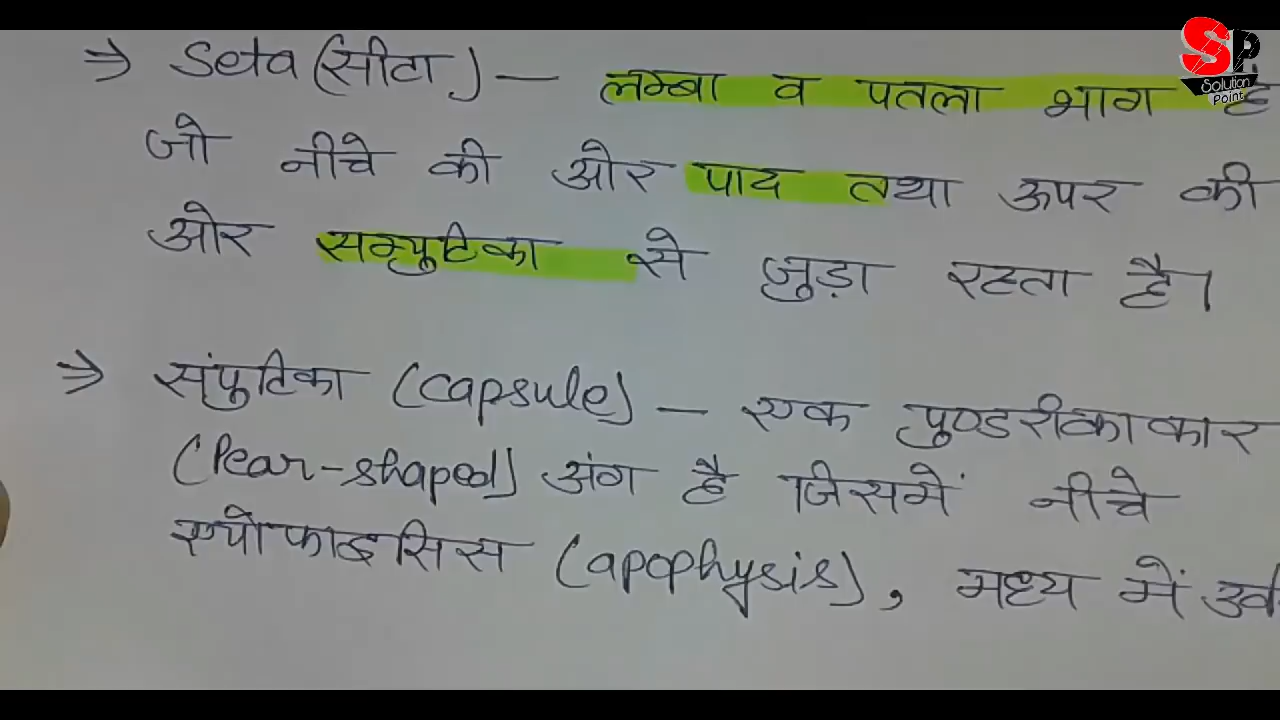 ⇒ Seta (सीटा) — लम्बा व पतला भाग है
जो नीचे की ओर पाद तथा ऊपर की
ओर सम्पुटिका से जुड़ा रहता है।
⇒ संपुटिका (capsule) — एक पुण्डरीकाकार
(Pear-shaped) अंग है जिसमें नीचे
एपोफाइसिस (apophysis), मध्य में
SP
Solution
Point